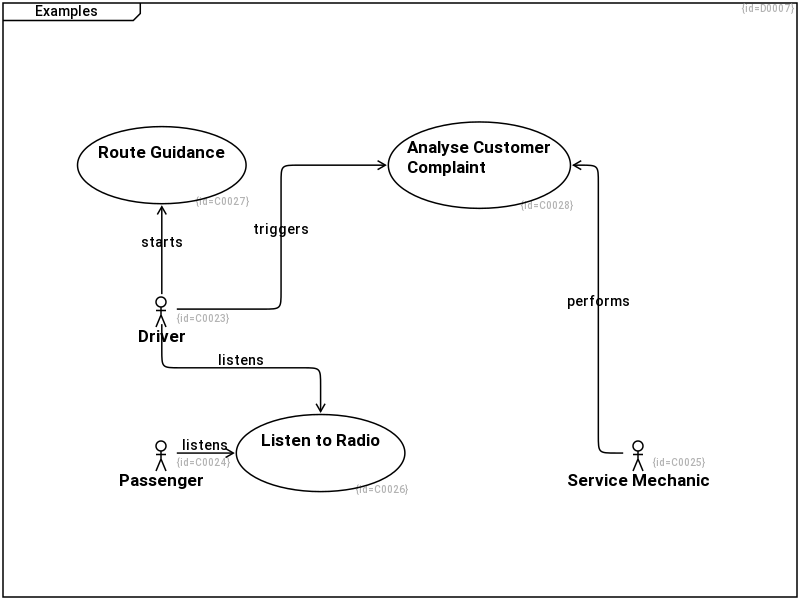 Examples
{id=D0007}
Route Guidance
{id=C0027}
Analyse Customer
Complaint
{id=C0028}
triggers
starts
performs
{id=C0023}
Driver
listens
Listen to Radio
{id=C0026}
listens
{id=C0024}
Passenger
{id=C0025}
Service Mechanic